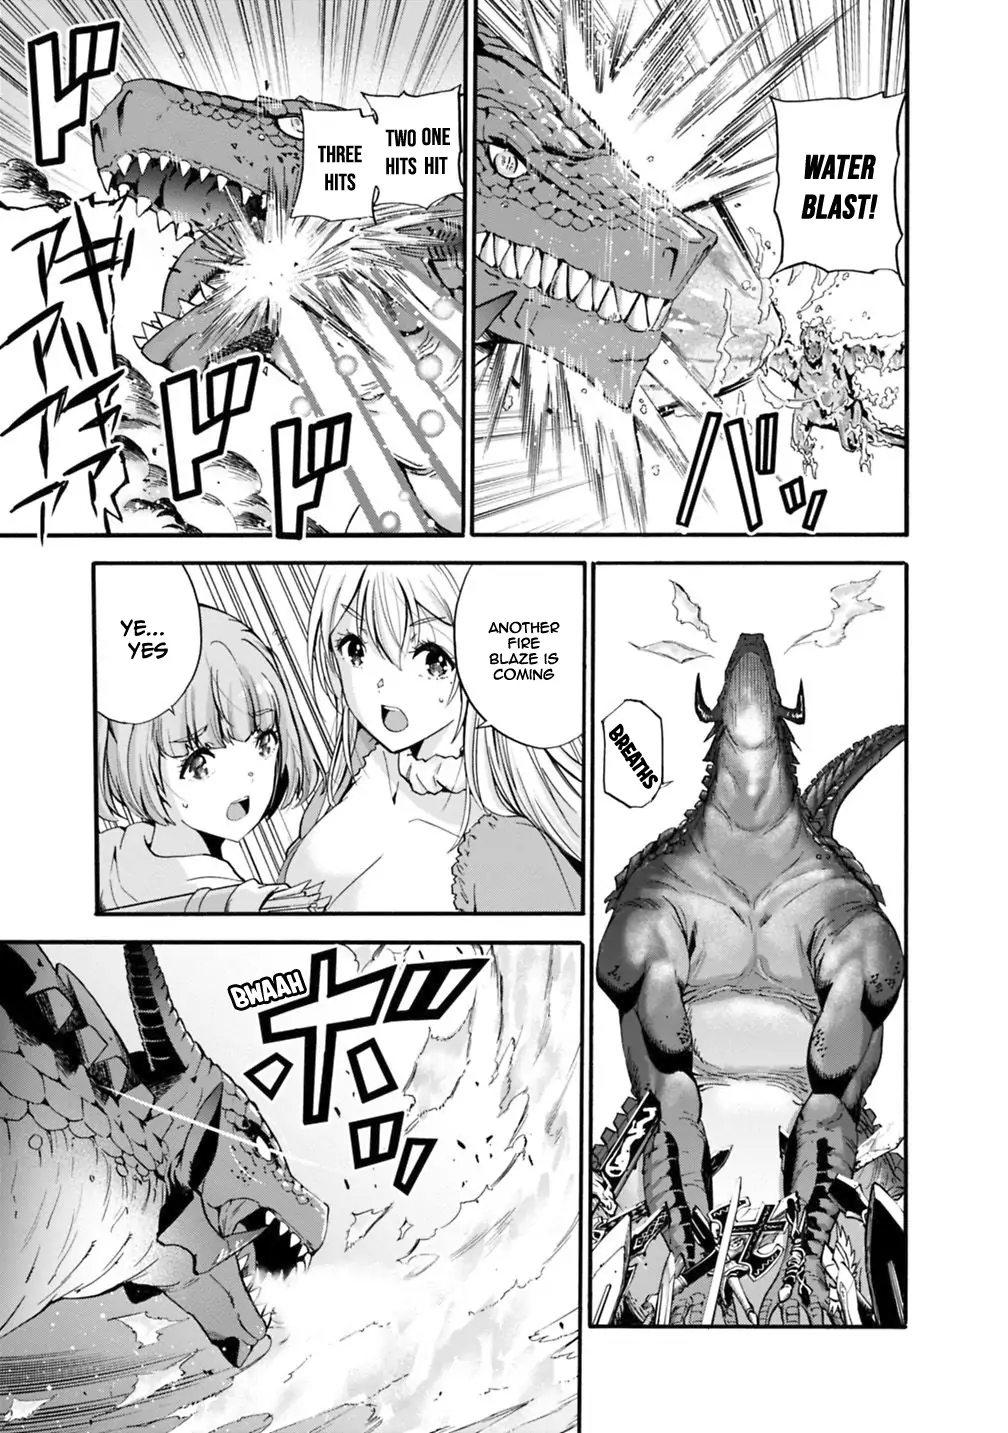 WATER
BLAST!
バッ
ONE
HIT
TWO
HITS
THREE
HITS
ド
ドド
ギャアアアアア
BREATHS
ANOTHER
FIRE
BLAZE IS
COMING
YE...
YES
BWAAH
ボッ